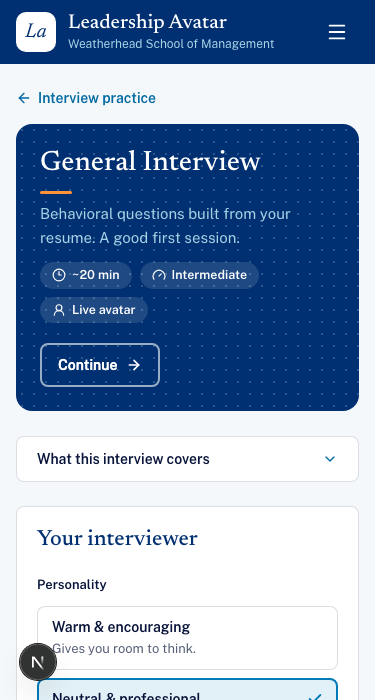 La
Leadership Avatar
Weatherhead School of Management
Interview practice
General Interview
Behavioral questions built from your
resume. A good first session.
~20 min
Intermediate
Live avatar
Continue
What this interview covers
Your interviewer
Personality
Warm & encouraging
Gives you room to think.
N
Neutral & professional